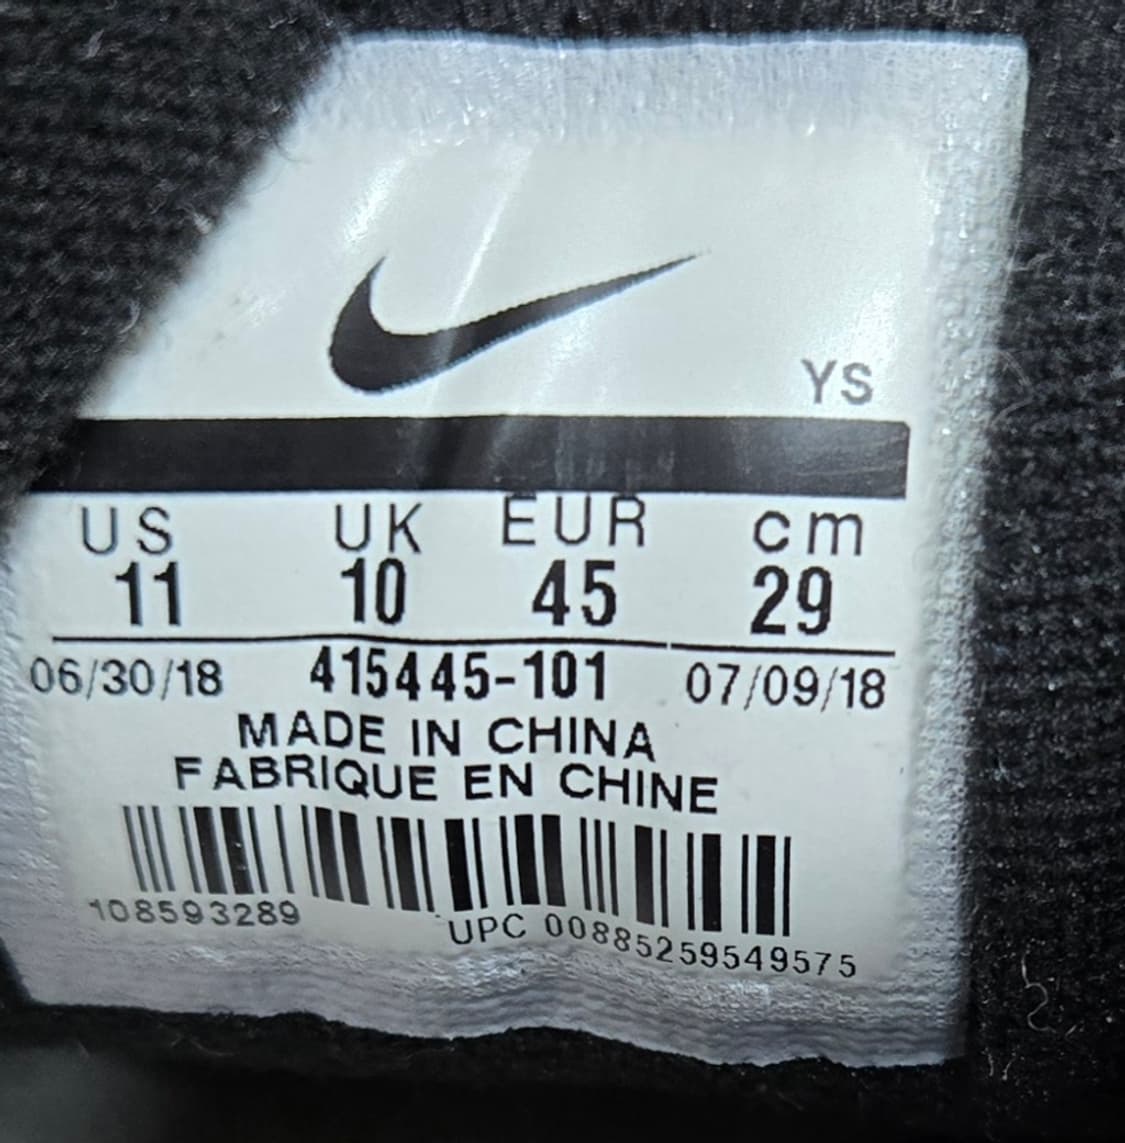 YS
US UK EUR cm
11 10 45 29
06/30/18 415445-101 07/09/18
MADE IN CHINA
FABRIQUE EN CHINE
108593289
UPC 00885259549575